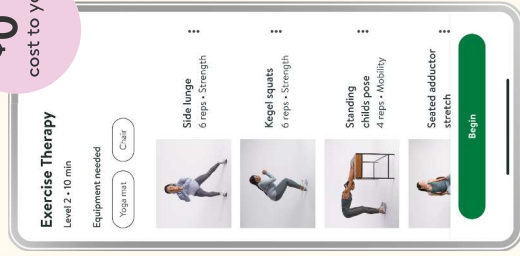 cost to yo
Exercise Therapy
Level 2 • 10 min
Equipment needed
Yoga mat
Chair
Side lunge
6 reps • Strength
Kegel squats
6 reps • Strength
Standing
childs pose
4 reps • Mobility
Seated adductor
stretch
Begin